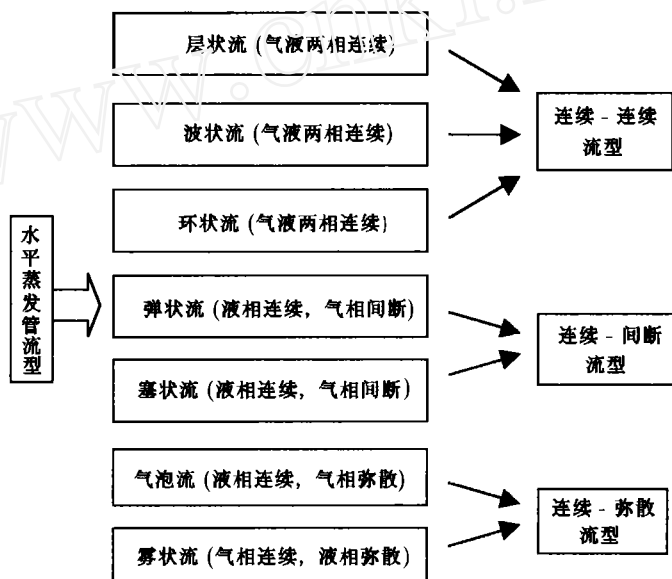 层状流 (气液两相连续)
波状流 (气液两相连续)
环状流 (气液两相连续)
弹状流 (液相连续, 气相间断)
塞状流 (液相连续, 气相间断)
气泡流 (液相连续, 气相弥散)
雾状流 (气相连续, 液相弥散)
水平蒸发管流型
连续 - 连续
流型
连续 - 间断
流型
连续 - 弥散
流型